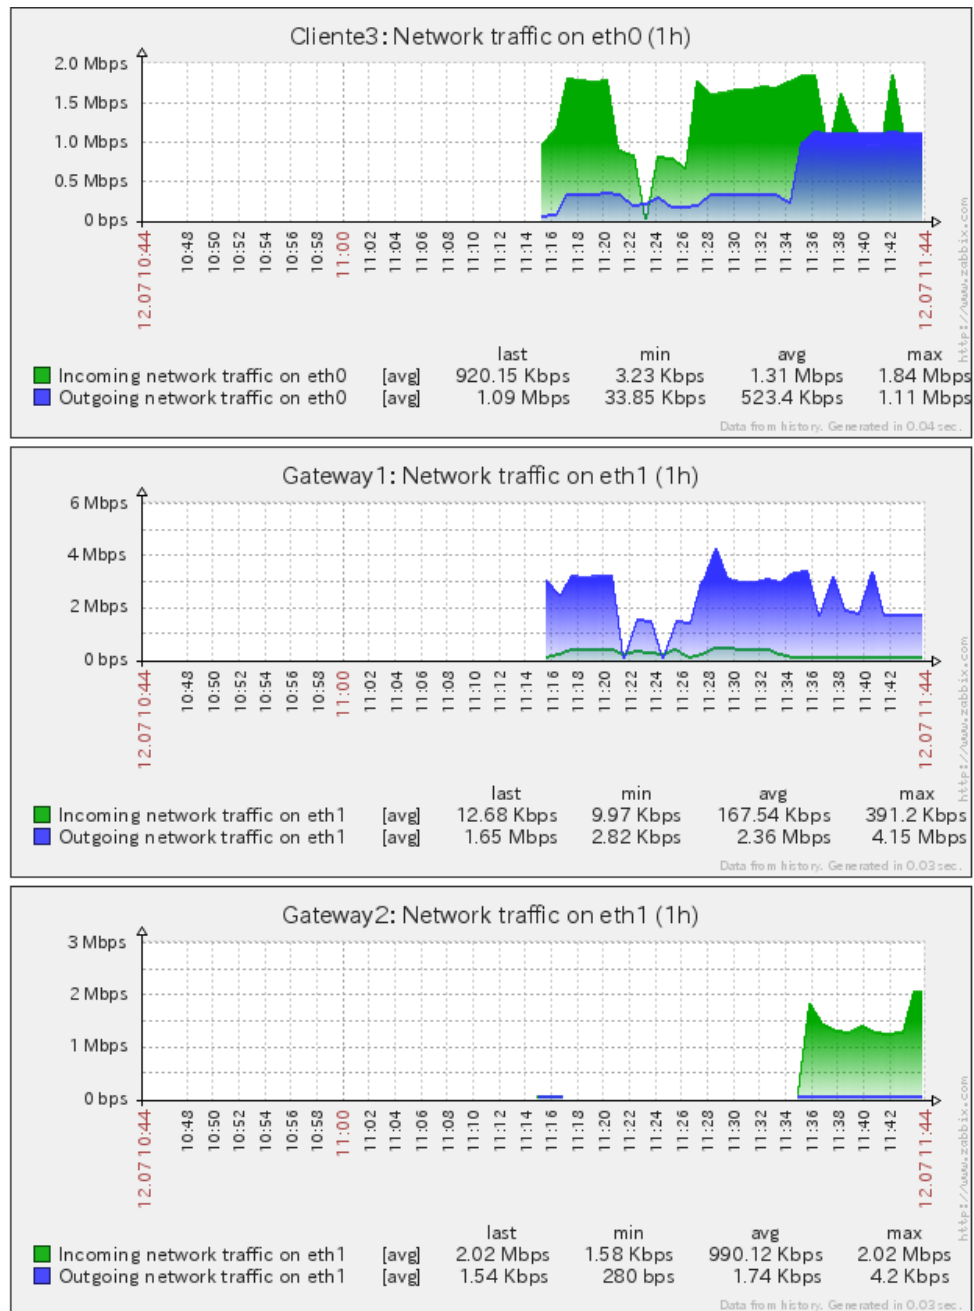 Cliente3: Network traffic on eth0 (1h)
2.0 Mbps
1.5 Mbps
1.0 Mbps
0.5 Mbps
0 bps
12.07 10:44 10:48 10:50 10:52 10:54 10:56 10:58 11:00 11:02 11:04 11:06 11:08 11:10 11:12 11:14 11:16 11:18 11:20 11:22 11:24 11:26 11:28 11:30 11:32 11:34 11:36 11:38 11:40 11:42 12.07 11:44
http://www.zabbix.com
last min avg max
Incoming network traffic on eth0 [avg] 920.15 Kbps 3.23 Kbps 1.31 Mbps 1.84 Mbps
Outgoing network traffic on eth0 [avg] 1.09 Mbps 33.85 Kbps 523.4 Kbps 1.11 Mbps
Data from history. Generated in 0.04 sec.
Gateway1: Network traffic on eth1 (1h)
6 Mbps
4 Mbps
2 Mbps
0 bps
12.07 10:44 10:48 10:50 10:52 10:54 10:56 10:58 11:00 11:02 11:04 11:06 11:08 11:10 11:12 11:14 11:16 11:18 11:20 11:22 11:24 11:26 11:28 11:30 11:32 11:34 11:36 11:38 11:40 11:42 12.07 11:44
http://www.zabbix.com
last min avg max
Incoming network traffic on eth1 [avg] 12.68 Kbps 9.97 Kbps 167.54 Kbps 391.2 Kbps
Outgoing network traffic on eth1 [avg] 1.65 Mbps 2.82 Kbps 2.36 Mbps 4.15 Mbps
Data from history. Generated in 0.03 sec.
Gateway2: Network traffic on eth1 (1h)
3 Mbps
2 Mbps
1 Mbps
0 bps
12.07 10:44 10:48 10:50 10:52 10:54 10:56 10:58 11:00 11:02 11:04 11:06 11:08 11:10 11:12 11:14 11:16 11:18 11:20 11:22 11:24 11:26 11:28 11:30 11:32 11:34 11:36 11:38 11:40 11:42 12.07 11:44
http://www.zabbix.com
last min avg max
Incoming network traffic on eth1 [avg] 2.02 Mbps 1.58 Kbps 990.12 Kbps 2.02 Mbps
Outgoing network traffic on eth1 [avg] 1.54 Kbps 280 bps 1.74 Kbps 4.2 Kbps
Data from history. Generated in 0.03 sec.